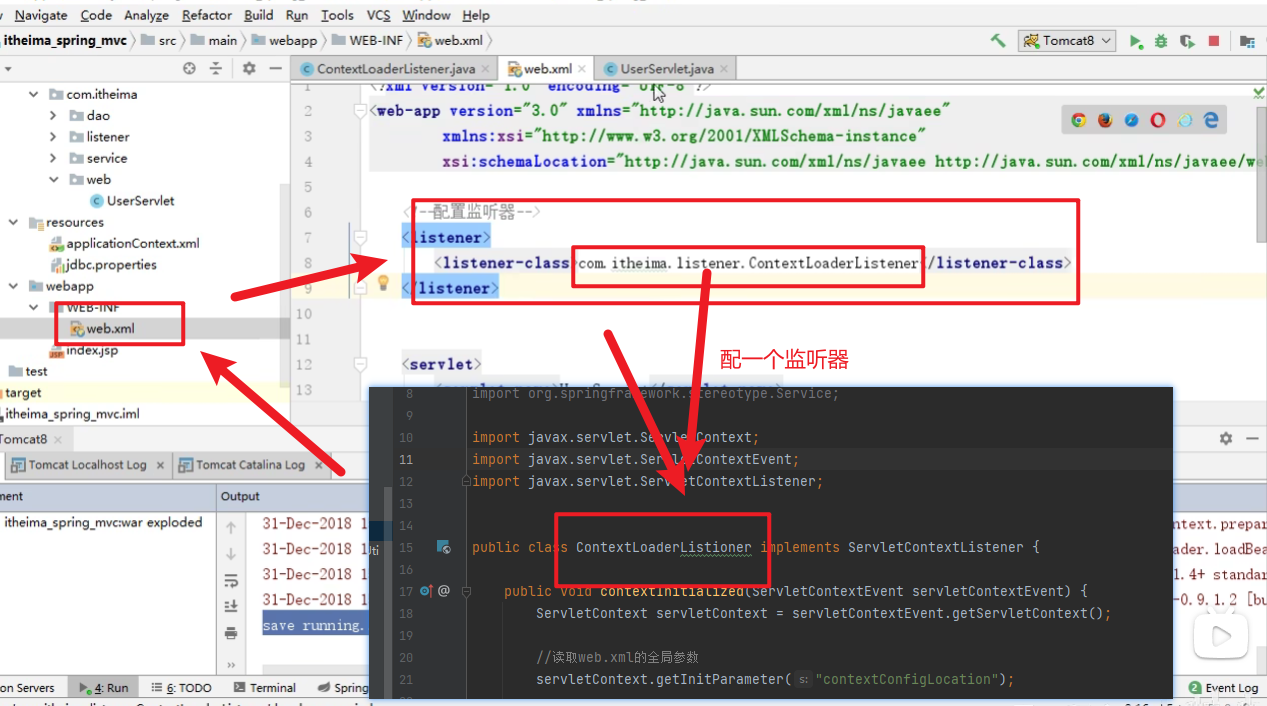 Navigate Code Analyze Refactor Build Run Tools VCS Window Help
itheima_spring_mvc src main webapp WEB-INF web.xml
Tomcat8
ContextLoaderListener.java web.xml UserServlet.java
com.itheima
dao
listener
service
web
UserServlet
resources
applicationContext.xml
jdbc.properties
webapp
WEB-INF
web.xml
index.jsp
test
target
itheima_spring_mvc.iml
1 <?xml version="1.0" encoding="UTF-8"?>
2 <web-app version="3.0" xmlns="http://java.sun.com/xml/ns/javaee"
3 xmlns:xsi="http://www.w3.org/2001/XMLSchema-instance"
4 xsi:schemaLocation="http://java.sun.com/xml/ns/javaee http://java.sun.com/xml/ns/javaee/we
5
6 <!--配置监听器-->
7 <listener>
8 <listener-class>com.itheima.listener.ContextLoaderListener</listener-class>
9 </listener>
10
11
12 <servlet>
13
配一个监听器
8 import org.springframework.stereotype.Service;
9
10 import javax.servlet.ServletContext;
11 import javax.servlet.ServletContextEvent;
12 import javax.servlet.ServletContextListener;
13
14
15 public class ContextLoaderListioner implements ServletContextListener {
16
17 public void contextInitialized(ServletContextEvent servletContextEvent) {
18 ServletContext servletContext = servletContextEvent.getServletContext();
19
20 //读取web.xml的全局参数
21 servletContext.getInitParameter( s: "contextConfigLocation");
Tomcat8
Tomcat Localhost Log Tomcat Catalina Log
ment Output
itheima_spring_mvc:war exploded
31-Dec-2018 1 ntext.prepar
31-Dec-2018 1 ader.loadBea
31-Dec-2018 1 1.4+ standar
31-Dec-2018 1 -0.9.1.2 [bu
save running.
on Servers 4: Run 6: TODO Terminal Spring
2 Event Log